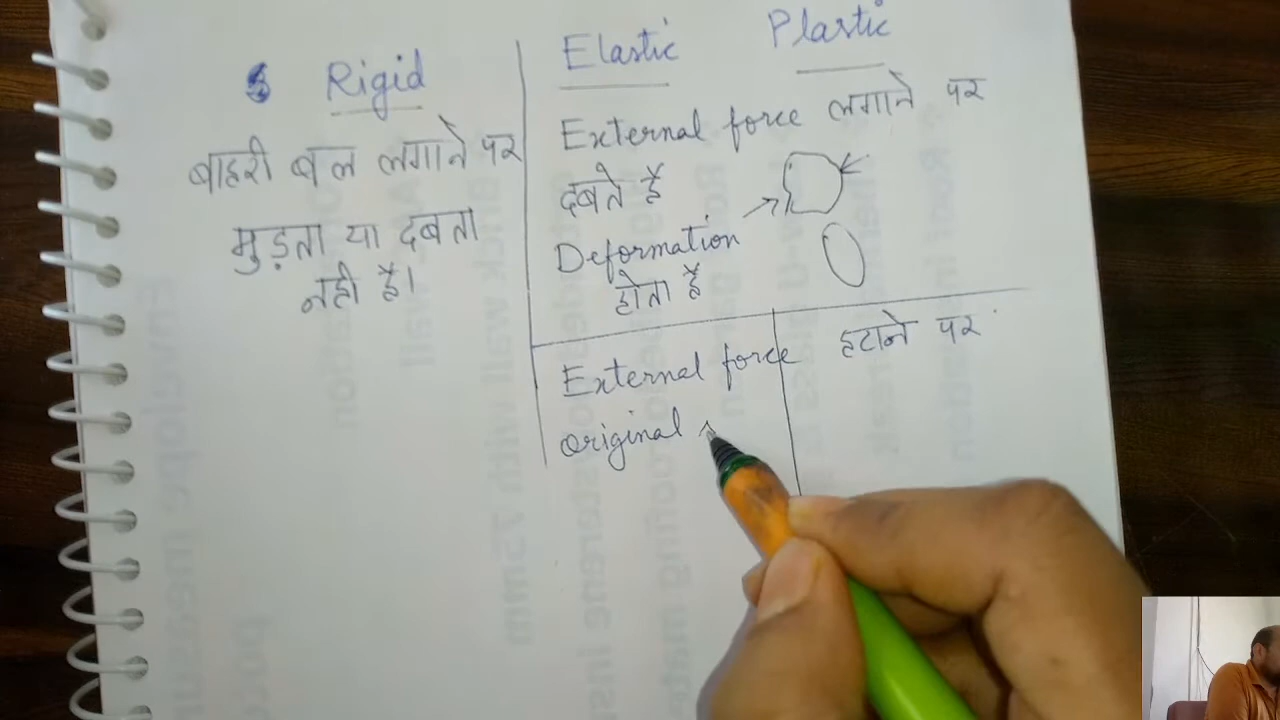 Rigid
बाहरी बल लगाने पर
मुड़ता या दबता
नही है।
Elastic Plastic
External force लगाने पर
दबते है
Deformation
होता है
External force हटाने पर
original